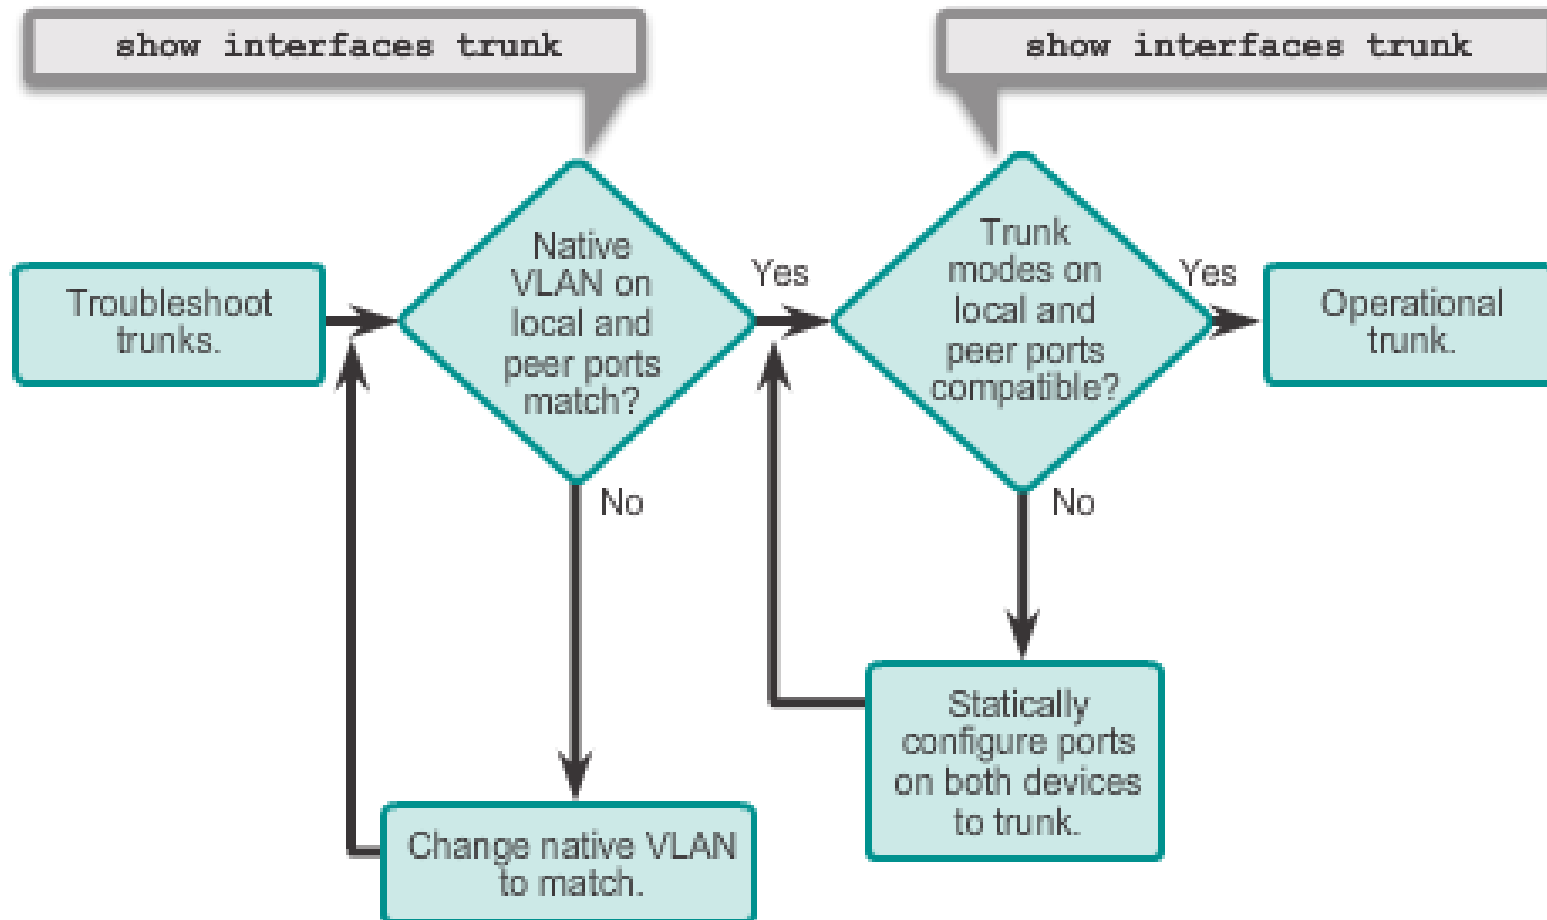 show interfaces trunk
show interfaces trunk
Troubleshoot
trunks.
Native
VLAN on
local and
peer ports
match?
Yes
Trunk
modes on
local and
peer ports
compatible?
Yes
Operational
trunk.
No
No
Statically
configure ports
on both devices
to trunk.
Change native VLAN
to match.